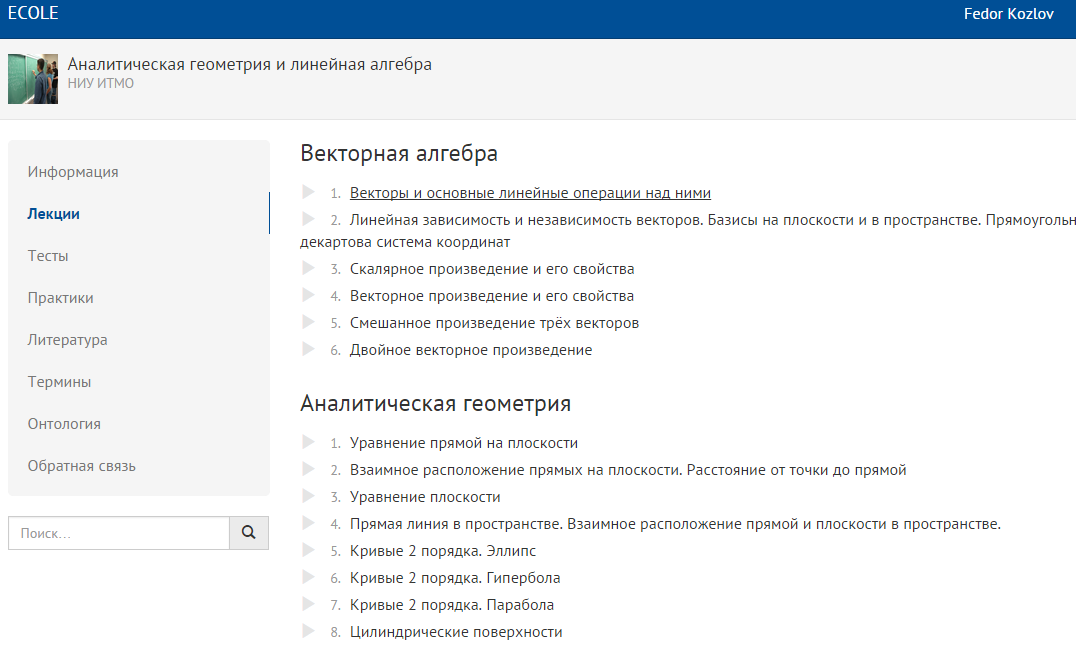 ECOLE
Fedor Kozlov
Аналитическая геометрия и линейная алгебра
НИУ ИТМО
Информация
Лекции
Тесты
Практики
Литература
Термины
Онтология
Обратная связь
Поиск...
Векторная алгебра
1. Векторы и основные линейные операции над ними
2. Линейная зависимость и независимость векторов. Базисы на плоскости и в пространстве. Прямоуголь
декартова система координат
3. Скалярное произведение и его свойства
4. Векторное произведение и его свойства
5. Смешанное произведение трёх векторов
6. Двойное векторное произведение
Аналитическая геометрия
1. Уравнение прямой на плоскости
2. Взаимное расположение прямых на плоскости. Расстояние от точки до прямой
3. Уравнение плоскости
4. Прямая линия в пространстве. Взаимное расположение прямой и плоскости в пространстве.
5. Кривые 2 порядка. Эллипс
6. Кривые 2 порядка. Гипербола
7. Кривые 2 порядка. Парабола
8. Цилиндрические поверхности